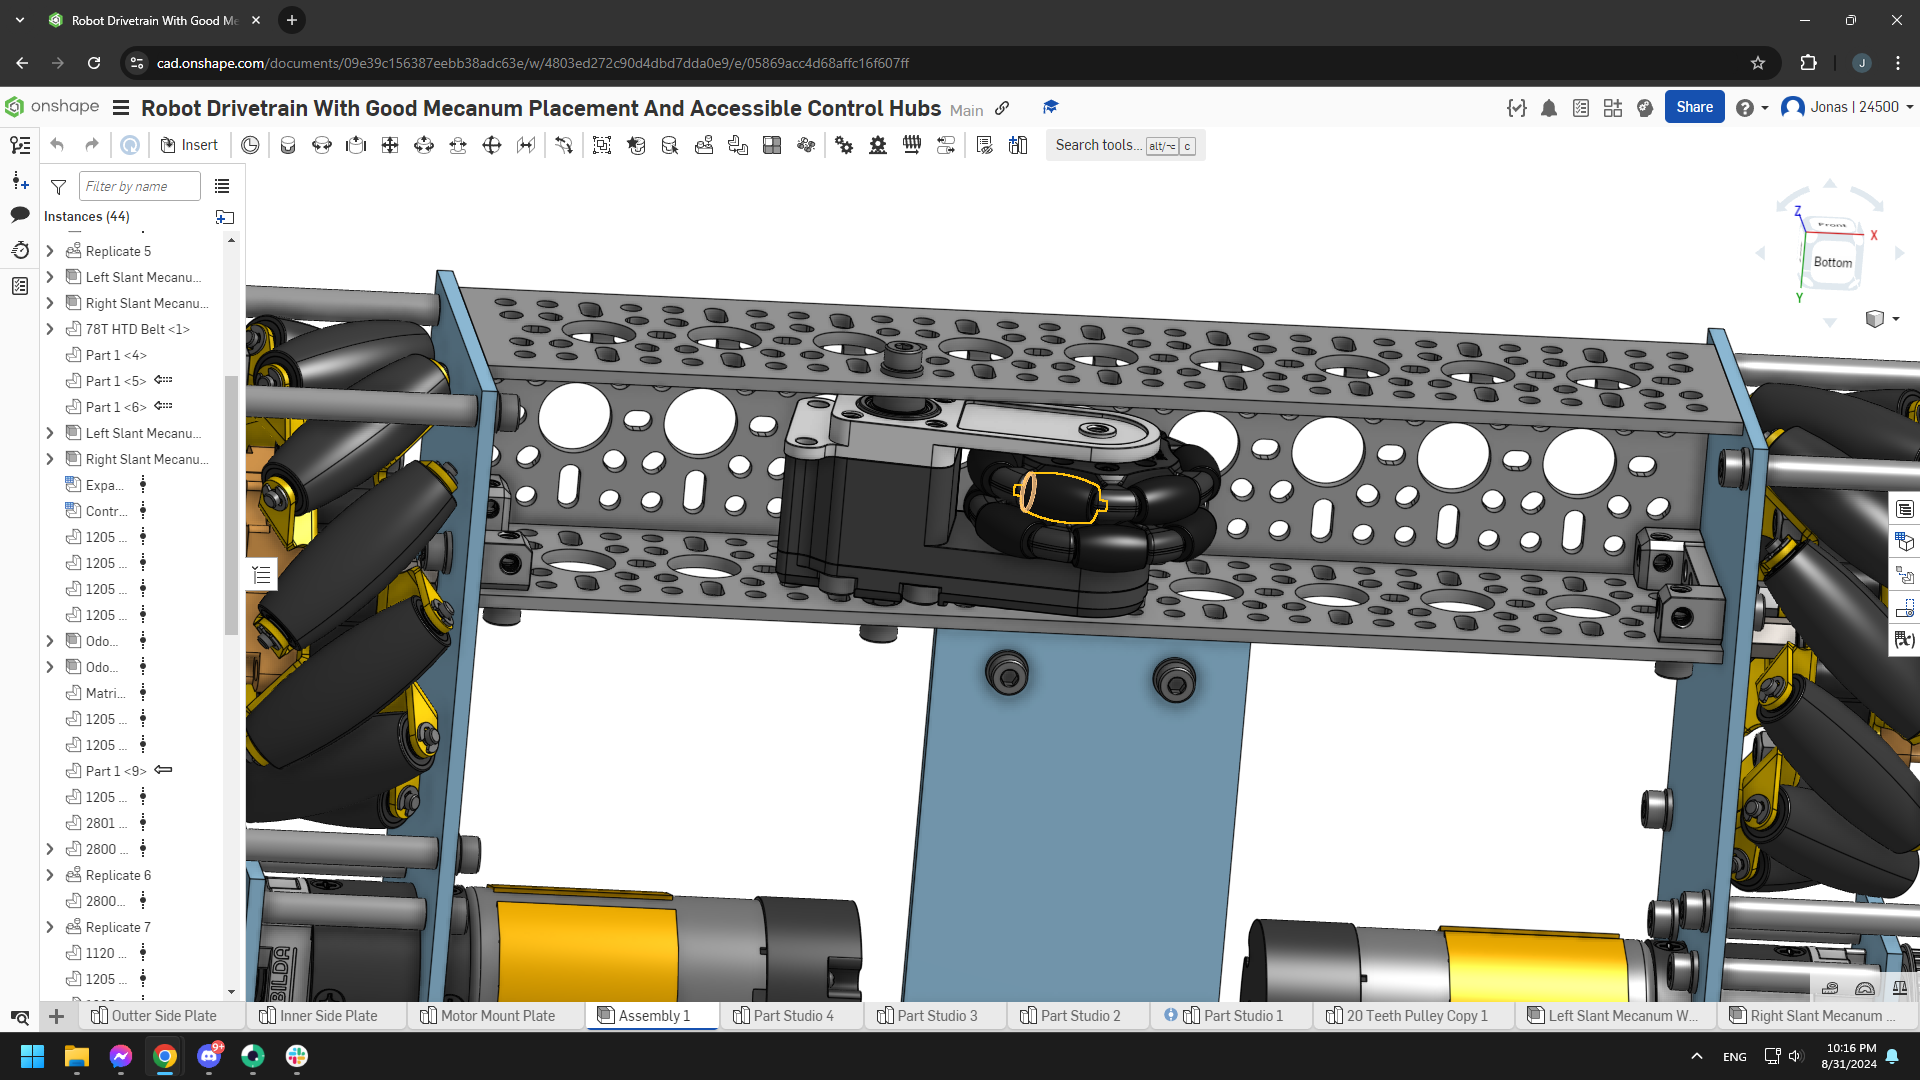 Robot Drivetrain With Good Me
cad.onshape.com/documents/09e39c156387eebb38adc63e/w/4803ed272c90d4dbd7dda0e9/e/05869acc4d68affc16f607ff
J
onshape
Robot Drivetrain With Good Mecanum Placement And Accessible Control Hubs
Main
Share
Jonas | 24500
Insert
Search tools...
alt/⌥
c
Filter by name
Instances (44)
Replicate 5
Left Slant Mecanu...
Right Slant Mecanu...
78T HTD Belt <1>
Part 1 <4>
Part 1 <5>
Part 1 <6>
Left Slant Mecanu...
Right Slant Mecanu...
Expa...
Contr...
1205 ...
1205 ...
1205 ...
1205 ...
Odo...
Odo...
Matri...
1205 ...
1205 ...
Part 1 <9>
1205 ...
2801 ...
2800 ...
Replicate 6
2800...
Replicate 7
1120 ...
1205 ...
Z
Front
X
Bottom
Y
BILDA
Outter Side Plate
Inner Side Plate
Motor Mount Plate
Assembly 1
Part Studio 4
Part Studio 3
Part Studio 2
Part Studio 1
20 Teeth Pulley Copy 1
Left Slant Mecanum W...
Right Slant Mecanum ...
9+
ENG
10:16 PM
8/31/2024